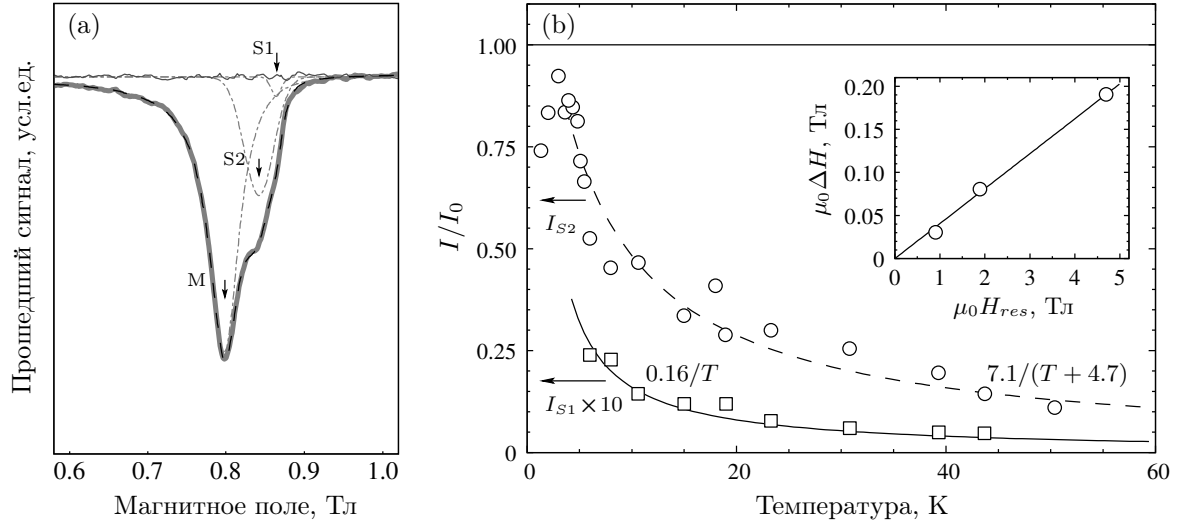 (a)
S1
S2
M
Прошедший сигнал, усл.ед.
0.6 0.7 0.8 0.9 1.0
Магнитное поле, Тл
(b)
1.00
0.75
0.50
0.25
0
I/I₀
I_{S2}
I_{S1} × 10
0.16/T
7.1/(T + 4.7)
0 20 40 60
Температура, К
0.20
0.15
0.10
0.05
0
μ₀ΔH, Тл
0 1 2 3 4 5
μ₀H_{res}, Тл